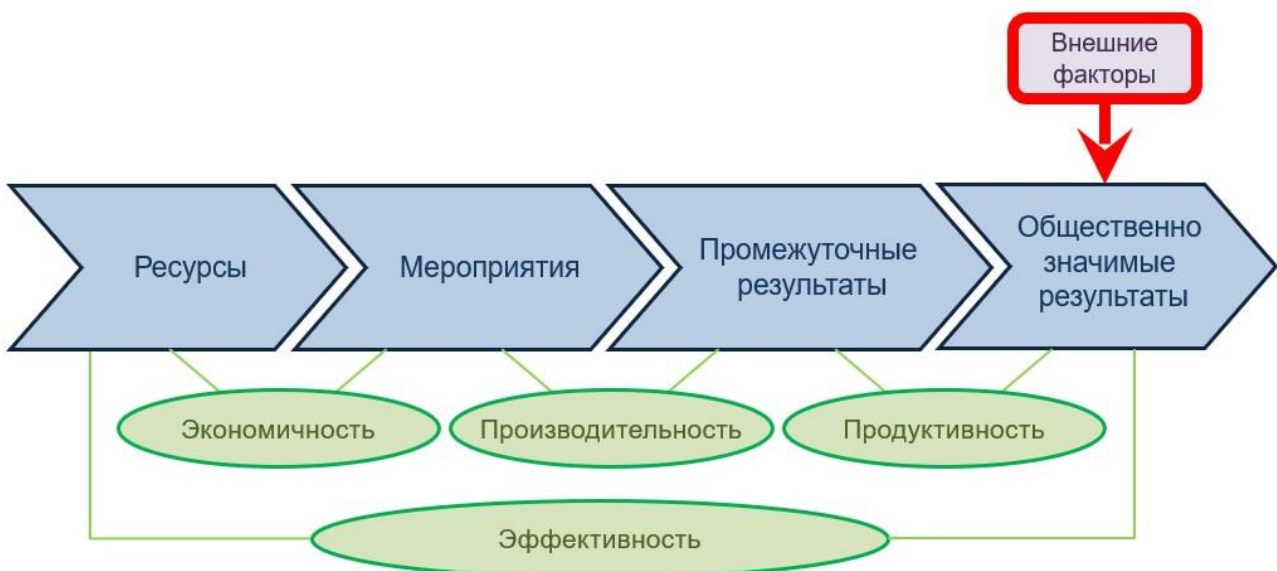 Внешние
факторы
Ресурсы
Мероприятия
Промежуточные
результаты
Общественно
значимые
результаты
Экономичность
Производительность
Продуктивность
Эффективность